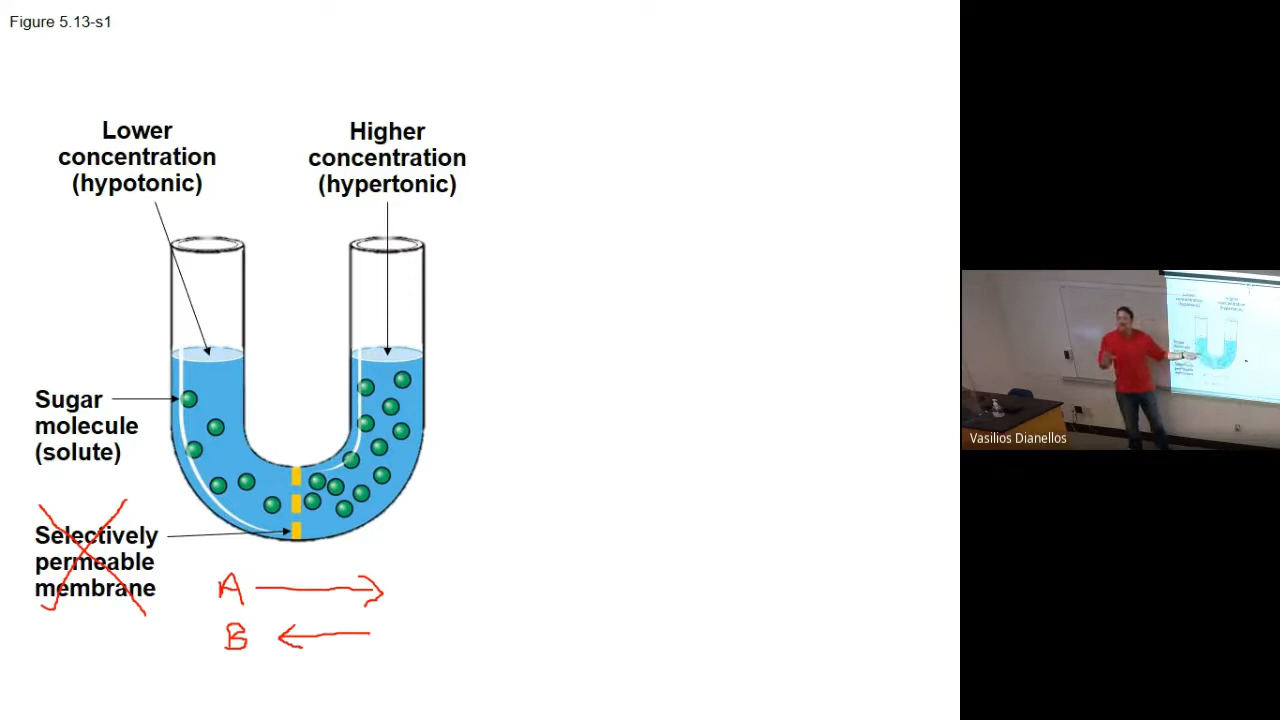 Figure 5.13-s1
Lower
concentration
(hypotonic)
Higher
concentration
(hypertonic)
Sugar
molecule
(solute)
Selectively
permeable
membrane
A
B
Vasilios Dianellos